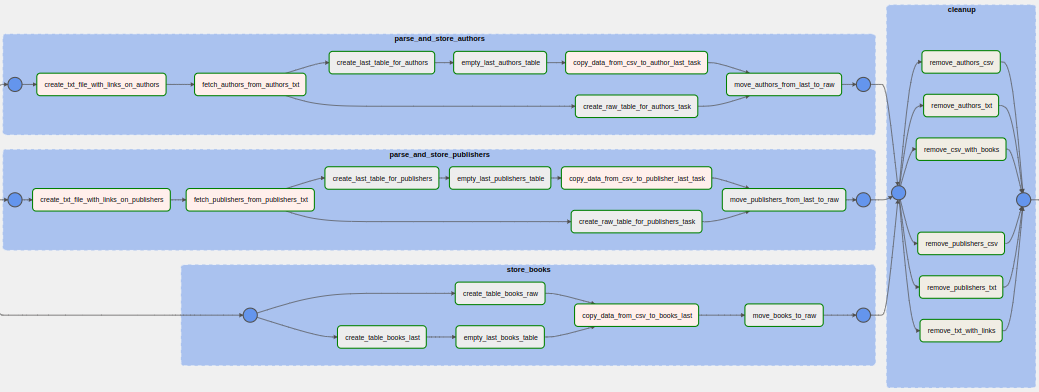 cleanup
parse_and_store_authors
create_last_table_for_authors
empty_last_authors_table
copy_data_from_csv_to_author_last_task
create_txt_file_with_links_on_authors
fetch_authors_from_authors_txt
move_authors_from_last_to_raw
create_raw_table_for_authors_task
parse_and_store_publishers
create_last_table_for_publishers
empty_last_publishers_table
copy_data_from_csv_to_publisher_last_task
create_txt_file_with_links_on_publishers
fetch_publishers_from_publishers_txt
move_publishers_from_last_to_raw
create_raw_table_for_publishers_task
store_books
create_table_books_raw
copy_data_from_csv_to_books_last
move_books_to_raw
create_table_books_last
empty_last_books_table
remove_authors_csv
remove_authors_txt
remove_csv_with_books
remove_publishers_csv
remove_publishers_txt
remove_txt_with_links